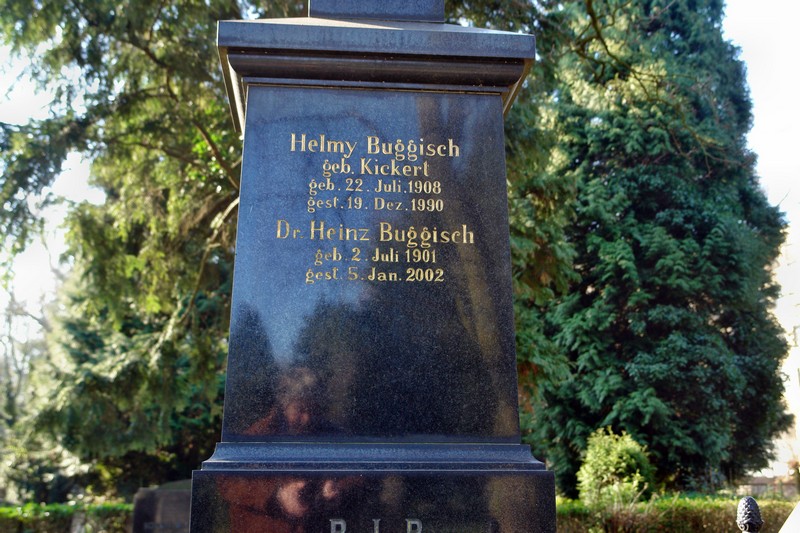 Helmy Buggisch
geb. Kickert
geb. 22. Juli. 1908
gest. 19. Dez. 1990
Dr. Heinz Buggisch
geb. 2. Juli 1901
gest. 5. Jan. 2002
R.I.P.